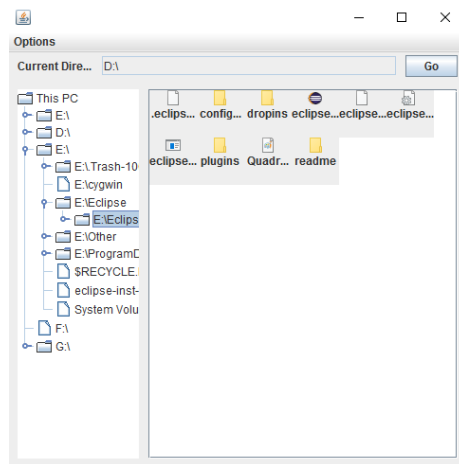 Options
Current Dire... D:\ Go
This PC
E:\
D:\
E:\
E:\.Trash-10
E:\cygwin
E:\Eclipse
E:\Eclips
E:\Other
E:\ProgramD
$RECYCLE.
eclipse-inst-
System Volu
F:\
G:\
.eclips... config... dropins eclipse... eclipse... eclipse...
eclipse... plugins Quadr... readme